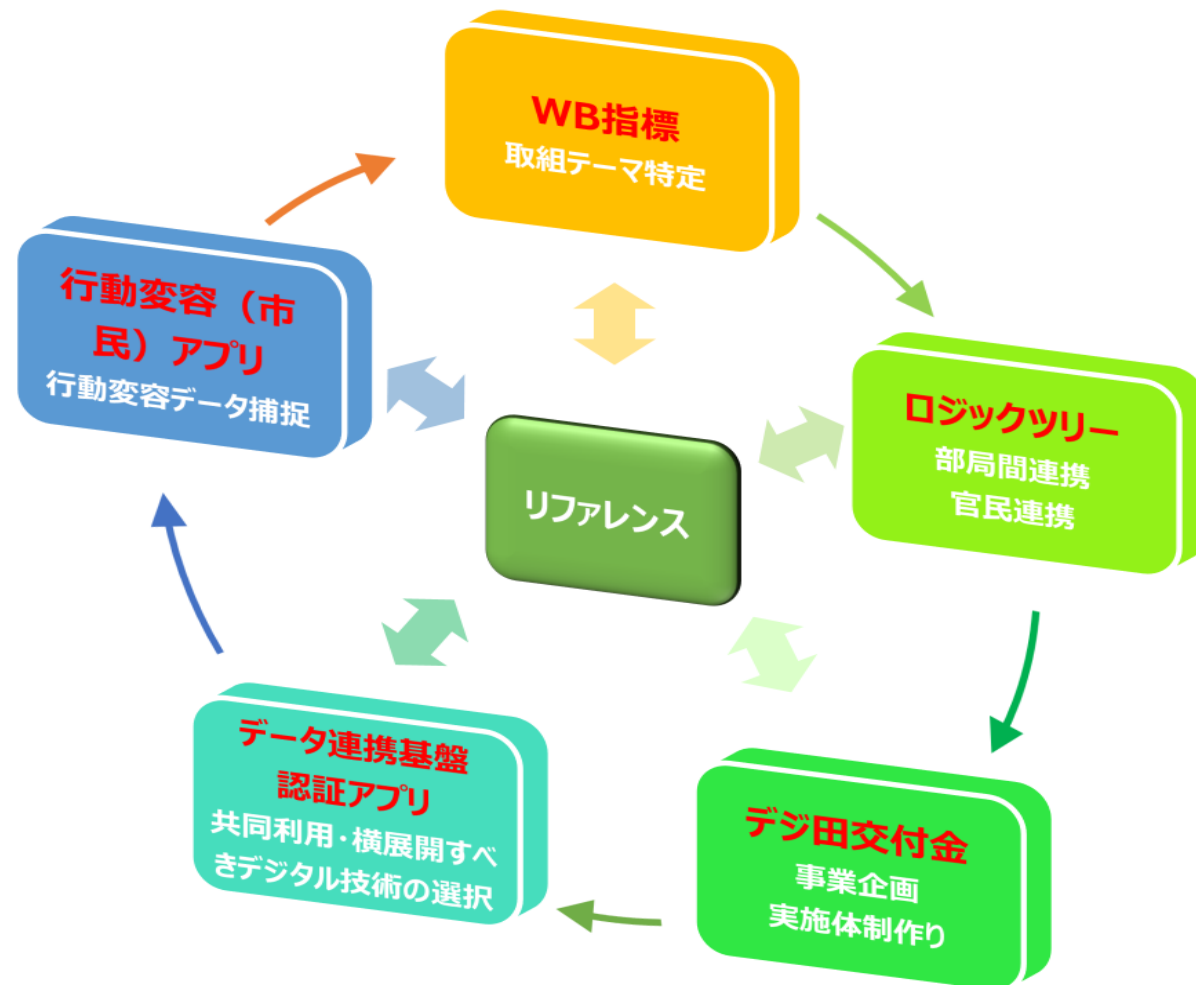 WB指標
取組テーマ特定
行動変容（市
民）アプリ
行動変容データ捕捉
ロジックツリー
部局間連携
官民連携
リファレンス
データ連携基盤
認証アプリ
共同利用・横展開すべ
きデジタル技術の選択
デジ田交付金
事業企画
実施体制作り